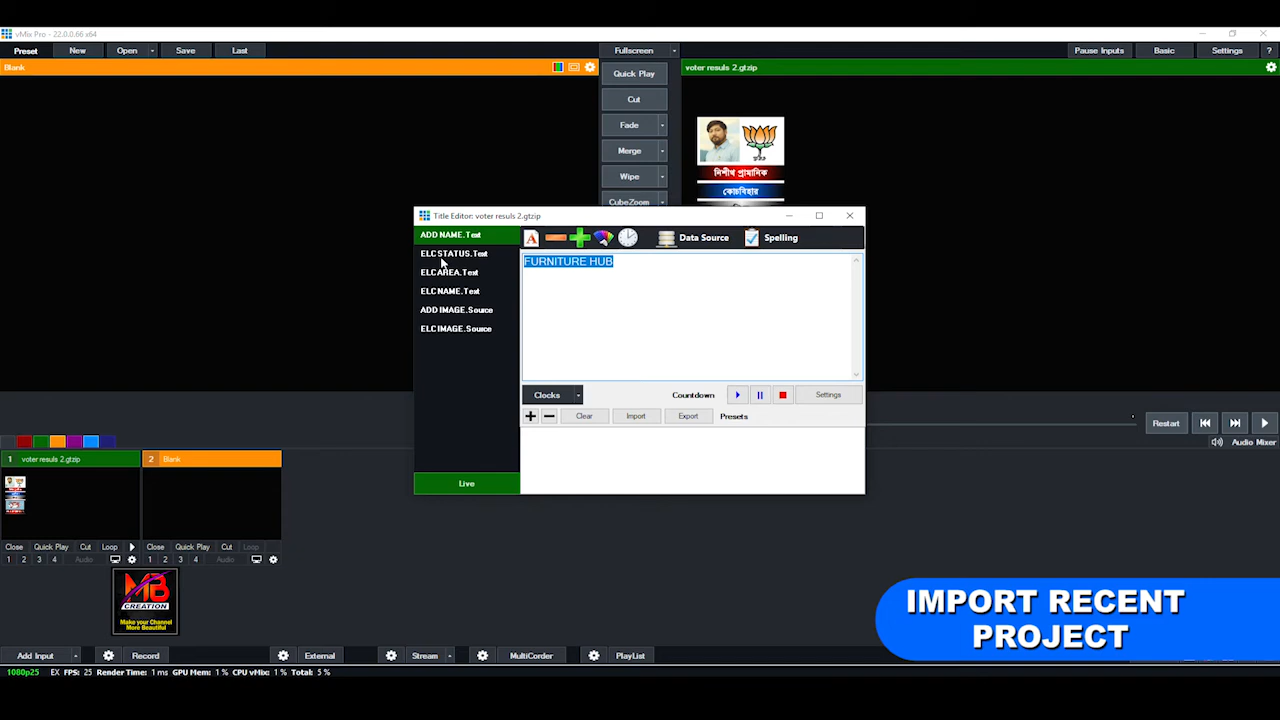 vMix Pro - 22.0.0.66 x64
Preset New Open Save Last Fullscreen Pause Inputs Basic Settings ?
Blank
voter resuls 2.gtzip
Quick Play
Cut
Fade
Merge
Wipe
CubeZoom
নিশীথ প্রামানিক
কোচবিহার
Title Editor: voter resuls 2.gtzip
ADD NAME.Text
ELC STATUS.Text
ELC AREA.Text
ELC NAME.Text
ADD IMAGE.Source
ELC IMAGE.Source
Live
Data Source Spelling
FURNITURE HUB
Clocks Countdown Settings
Clear Import Export Presets
Restart
Audio Mixer
1 voter resuls 2.gtzip 2 Blank
Close Quick Play Cut Loop Close Quick Play Cut Loop
1 2 3 4 Audio 1 2 3 4 Audio
MB
CREATION
Make your Channel
More Beautiful
IMPORT RECENT
PROJECT
Add Input Record External Stream MultiCorder PlayList
1080p25 EX FPS: 25 Render Time: 1 ms GPU Mem: 1 % CPU vMix: 1 % Total: 5 %